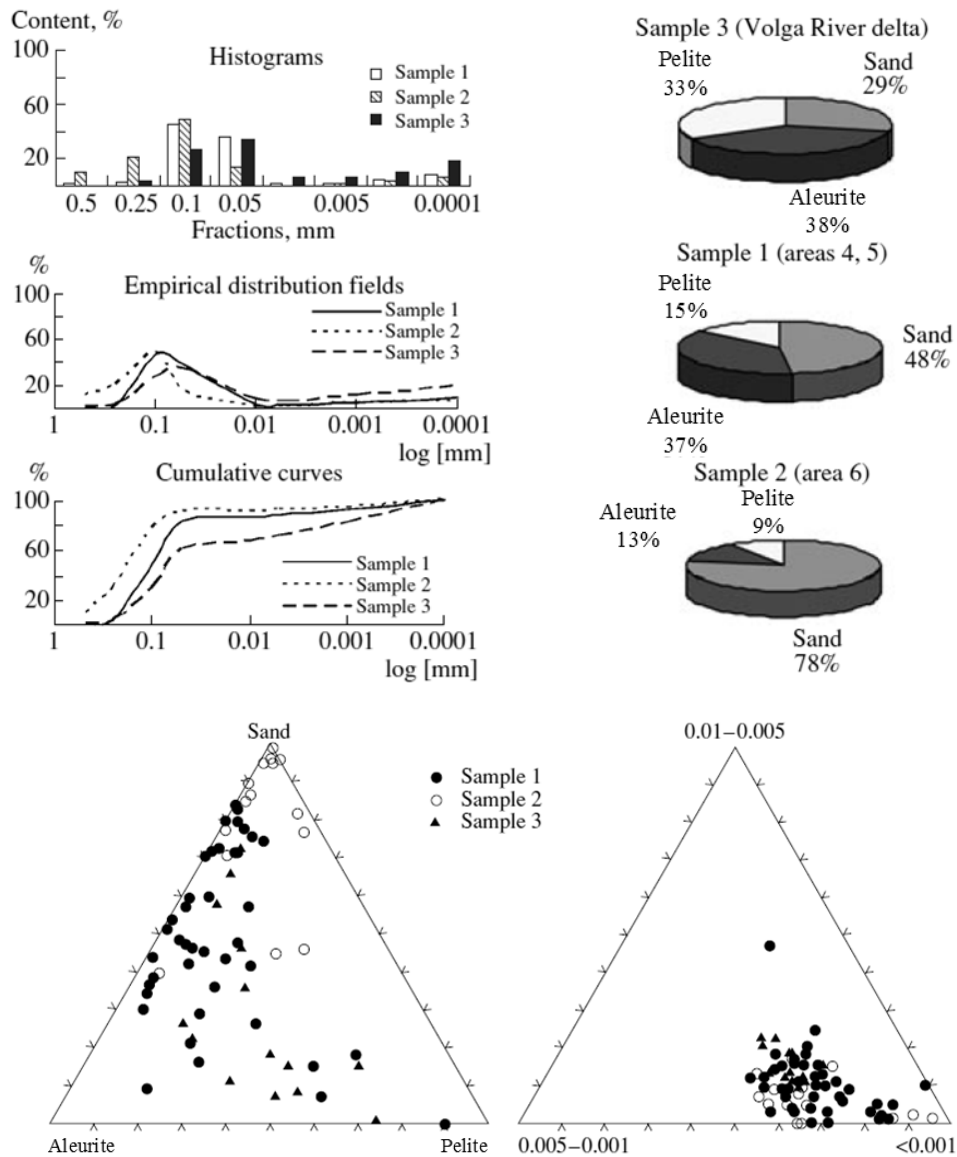 Content, %
100
60
20
Histograms
Sample 1
Sample 2
Sample 3
0.5 0.25 0.1 0.05 0.005 0.0001
Fractions, mm
%
100
60
20
Empirical distribution fields
Sample 1
Sample 2
Sample 3
1 0.1 0.01 0.001 0.0001
log [mm]
%
100
60
20
Cumulative curves
Sample 1
Sample 2
Sample 3
1 0.1 0.01 0.001 0.0001
log [mm]
Sample 3 (Volga River delta)
Pelite
33%
Sand
29%
Aleurite
38%
Sample 1 (areas 4, 5)
Pelite
15%
Sand
48%
Aleurite
37%
Sample 2 (area 6)
Pelite
9%
Aleurite
13%
Sand
78%
Sand
Aleurite
Pelite
Sample 1
Sample 2
Sample 3
0.01–0.005
0.005–0.001
<0.001